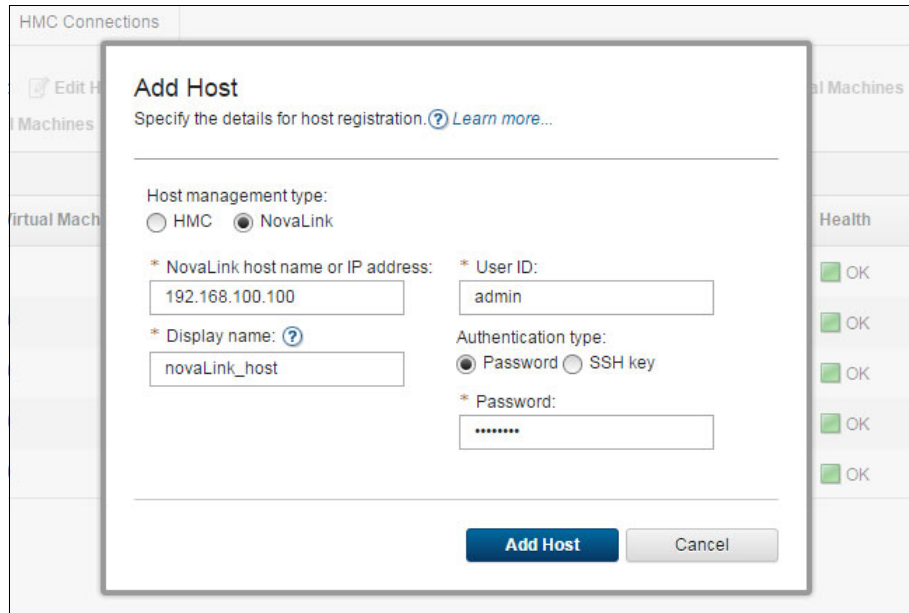 HMC Connections
Edit H
al Machines
l Machines
Add Host
Specify the details for host registration. ? Learn more...
Host management type:
HMC NovaLink
* NovaLink host name or IP address:
192.168.100.100
* Display name: ?
novaLink_host
* User ID:
admin
Authentication type:
Password SSH key
* Password:
••••••••
Add Host
Cancel
irtual Mach
Health
OK
OK
OK
OK
OK